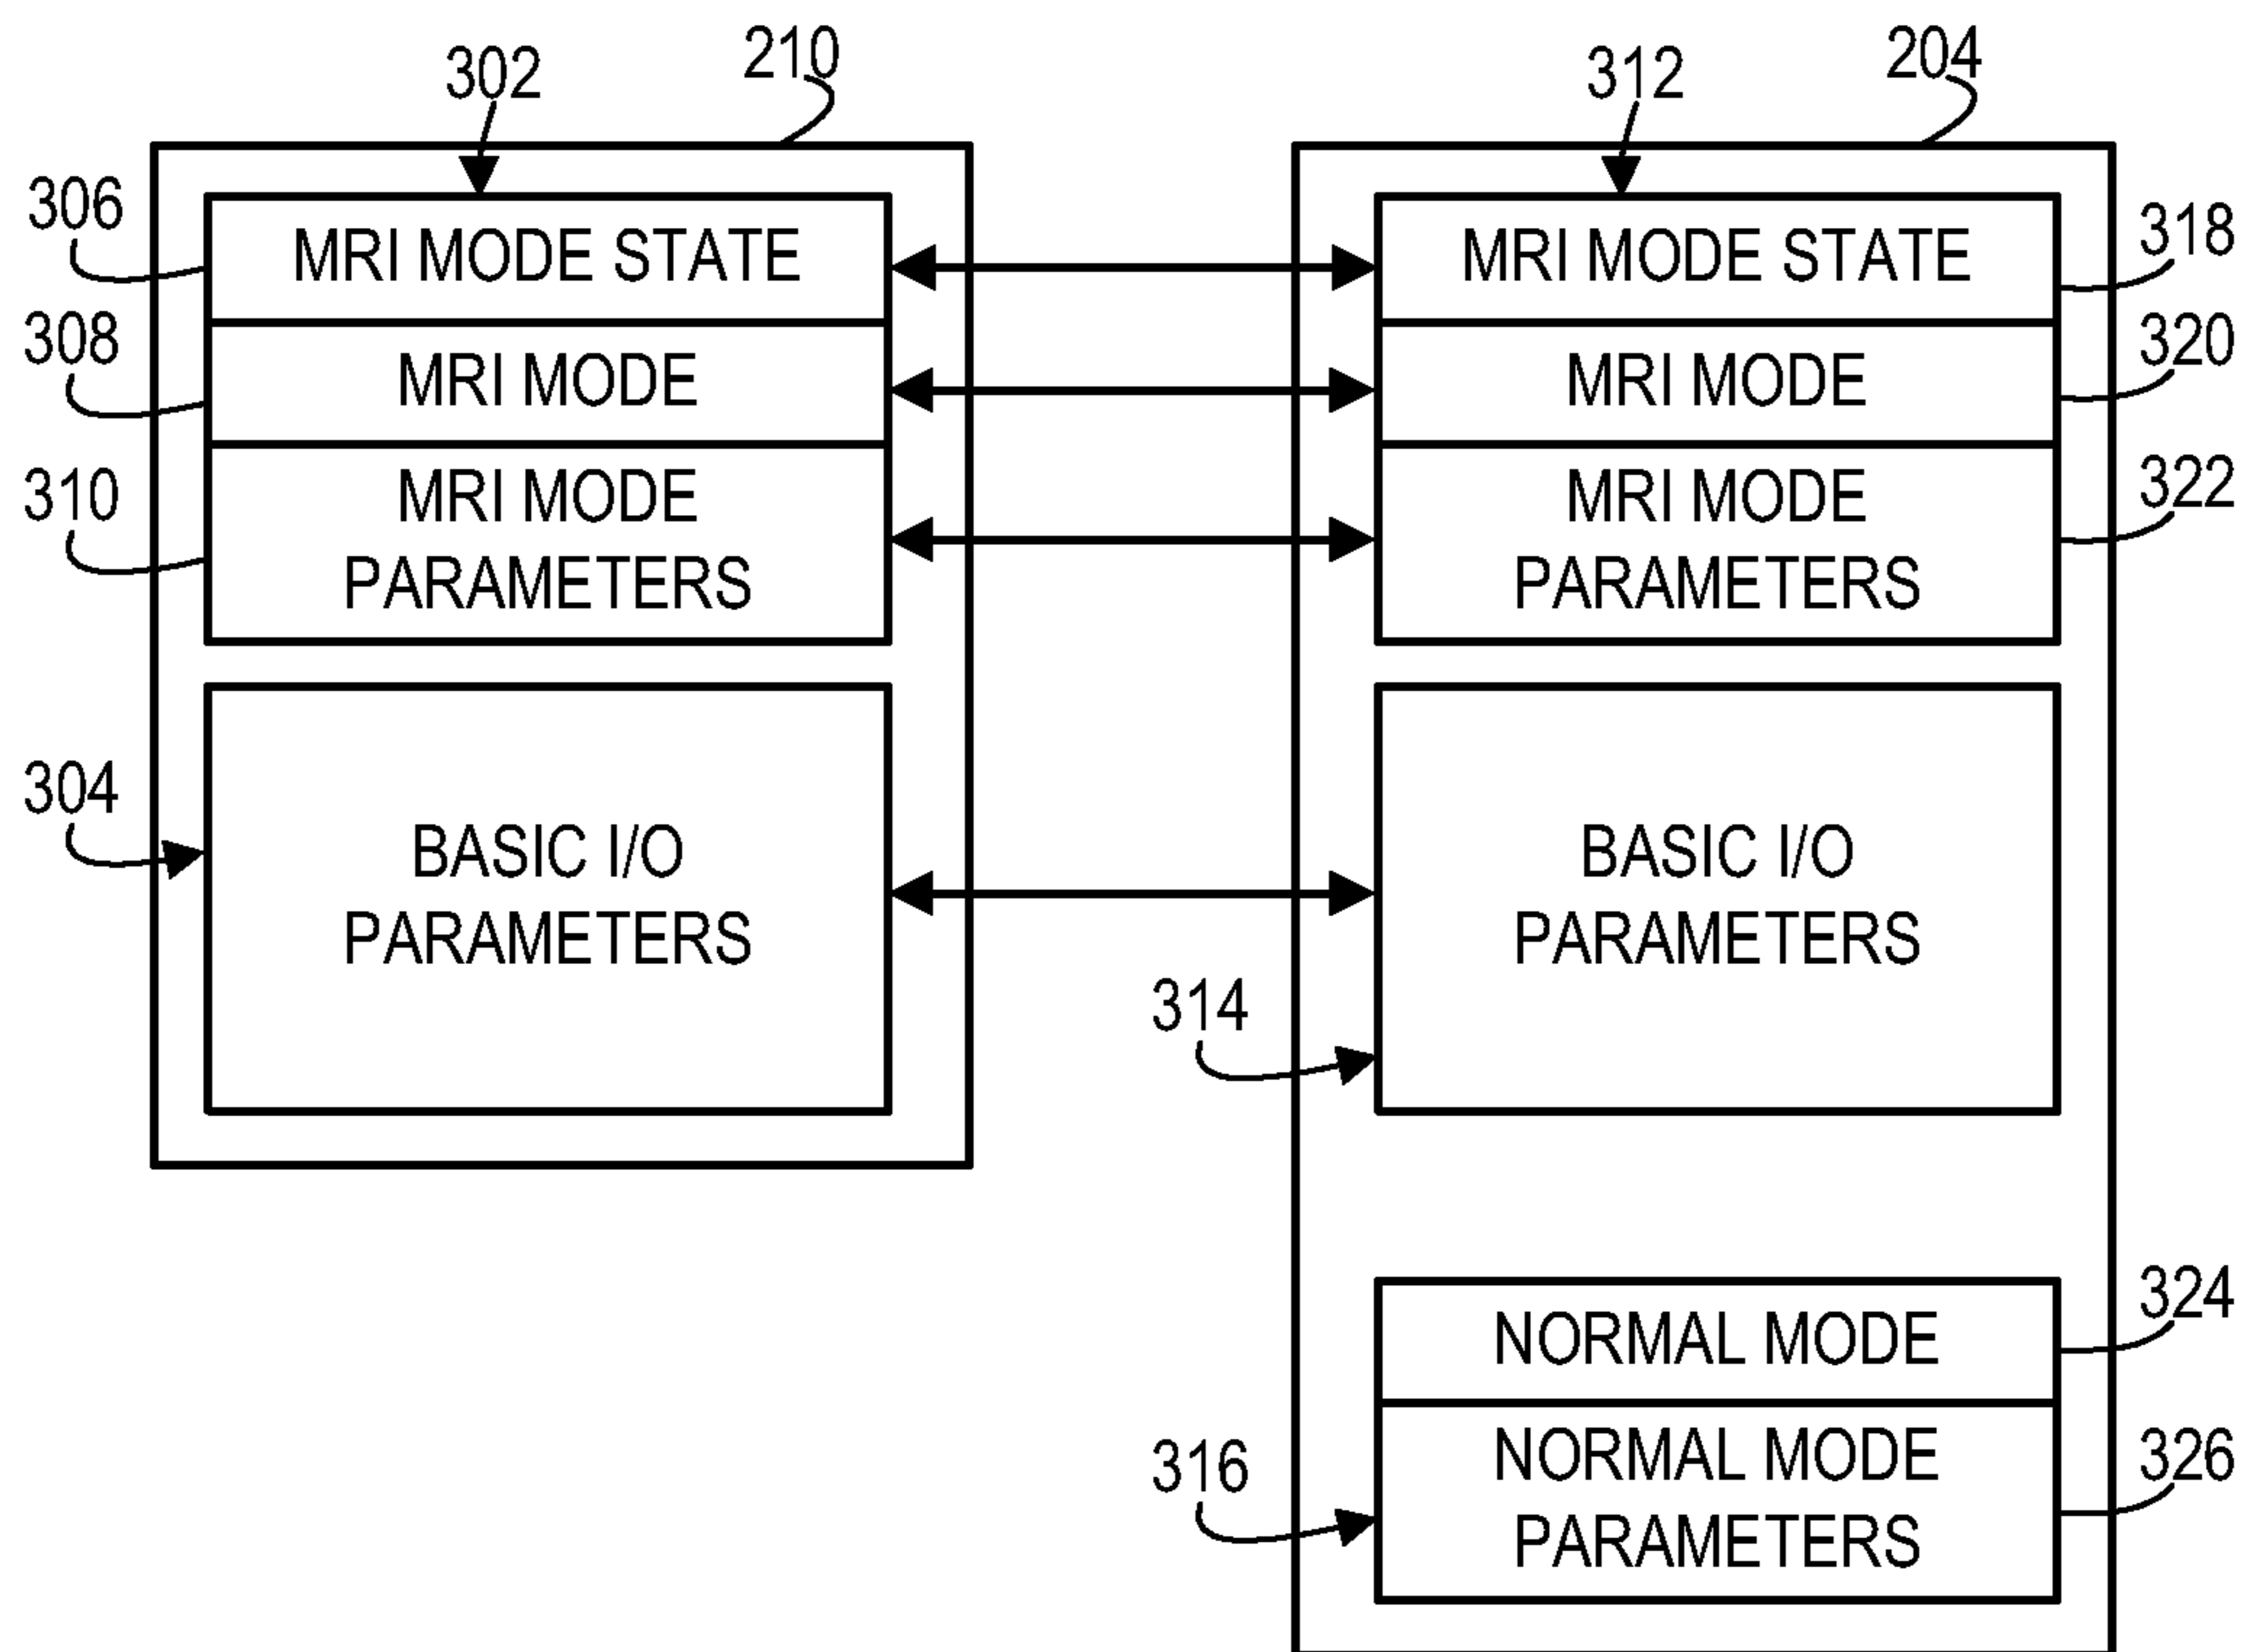 302
210
312
204
306
MRI MODE STATE
MRI MODE STATE
318
308
MRI MODE
MRI MODE
320
310
MRI MODE
PARAMETERS
MRI MODE
PARAMETERS
322
304
BASIC I/O
PARAMETERS
BASIC I/O
PARAMETERS
314
NORMAL MODE
324
316
NORMAL MODE
PARAMETERS
326